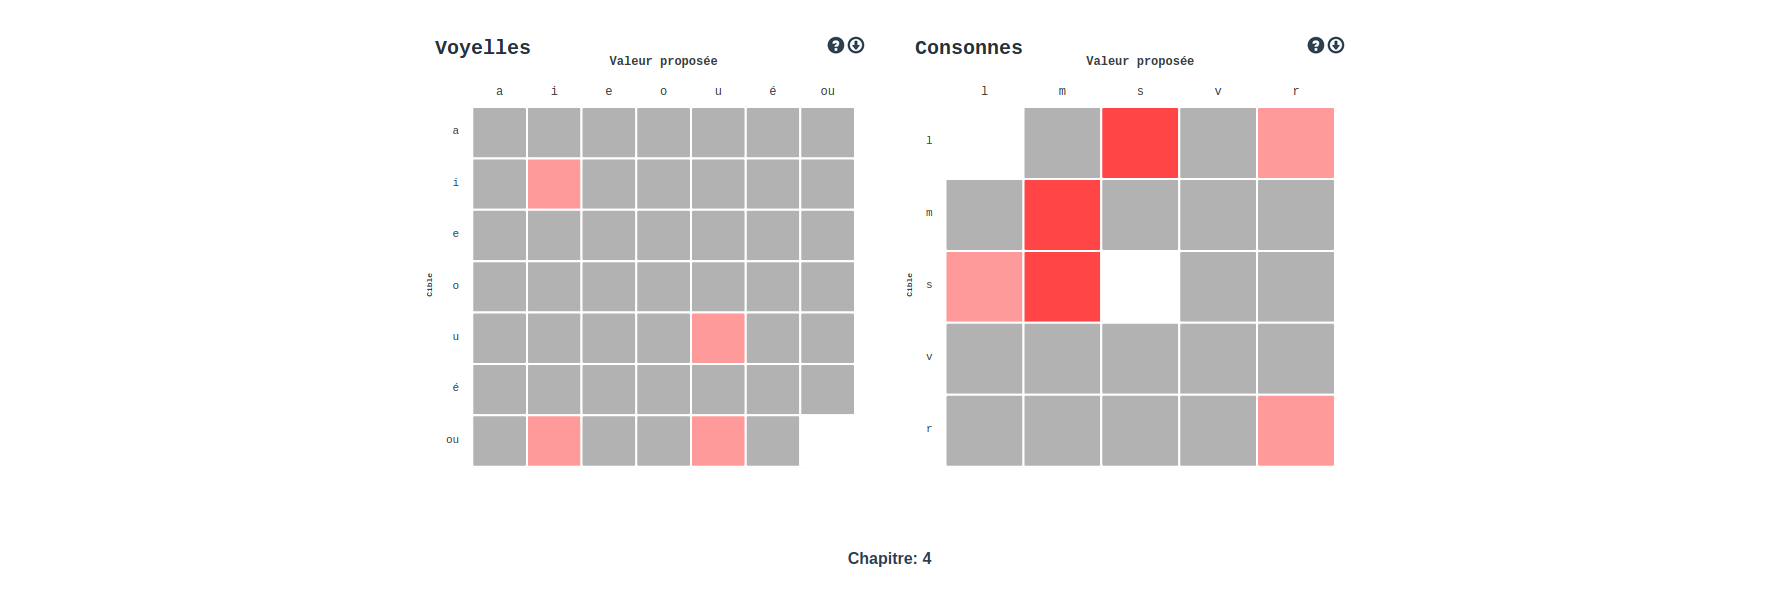 Voyelles
Valeur proposée
a i e o u é ou
a
i
e
o
u
é
ou
Cible
Consonnes
Valeur proposée
l m s v r
l
m
s
v
r
Cible
Chapitre: 4